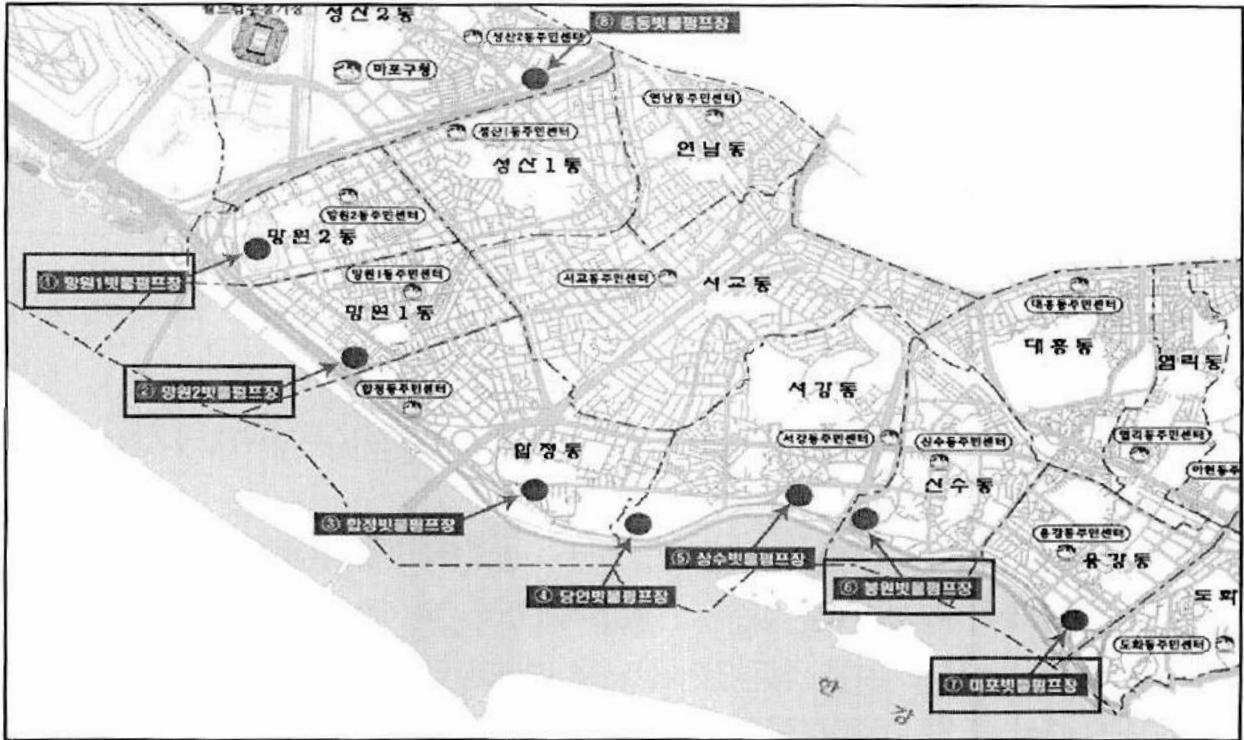 성산2동
⑧ 중동빗물펌프장
성산2동주민센터
마포구청
연남동주민센터
성산1동주민센터
연남동
성산1동
망원2동주민센터
망원2동
① 망원1빗물펌프장
망원1동주민센터
서교동주민센터
서교동
대흥동주민센터
망원1동
대흥동
염리동
② 망원2빗물펌프장
합정동주민센터
서강동
서강동주민센터
신수동주민센터
염리동주민센터
합정동
신수동
아현동주민센터
③ 합정빗물펌프장
용강동주민센터
⑤ 상수빗물펌프장
용강동
④ 당인빗물펌프장
⑥ 봉원빗물펌프장
도화
도화동주민센터
⑦ 마포빗물펌프장
한
강